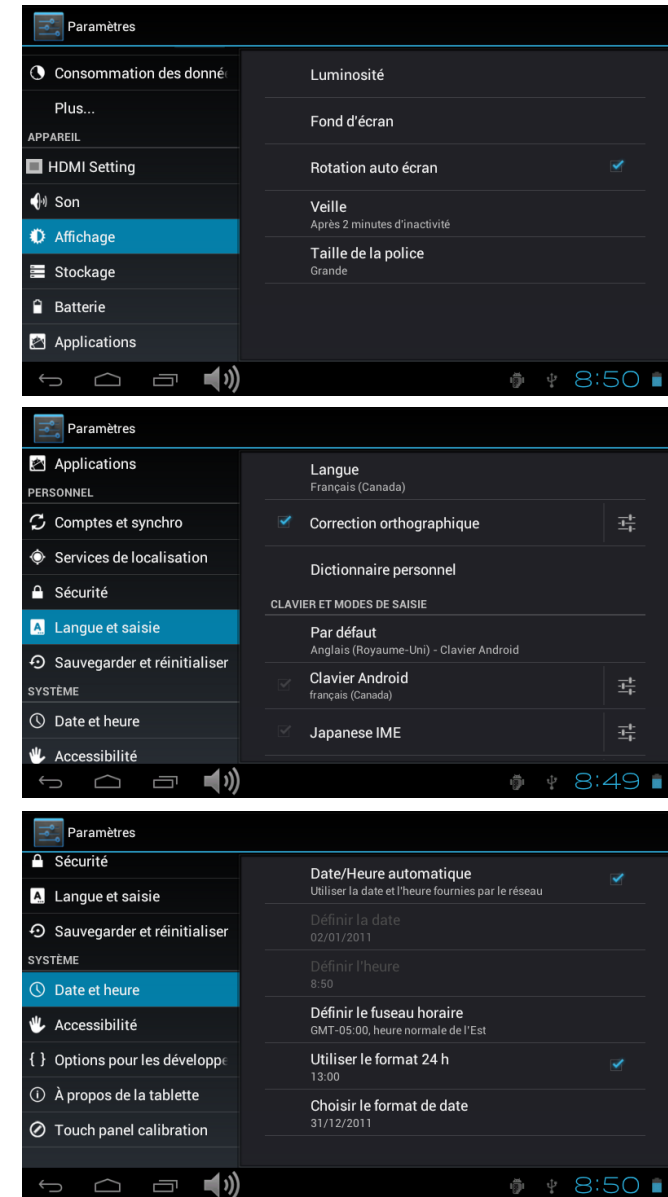 Paramètres
Consommation des donné
Plus...
APPAREIL
HDMI Setting
Son
Affichage
Stockage
Batterie
Applications
Luminosité
Fond d'écran
Rotation auto écran
Veille
Après 2 minutes d'inactivité
Taille de la police
Grande
8:50
Paramètres
Applications
PERSONNEL
Comptes et synchro
Services de localisation
Sécurité
Langue et saisie
Sauvegarder et réinitialiser
SYSTÈME
Date et heure
Accessibilité
Langue
Français (Canada)
Correction orthographique
Dictionnaire personnel
CLAVIER ET MODES DE SAISIE
Par défaut
Anglais (Royaume-Uni) - Clavier Android
Clavier Android
français (Canada)
Japanese IME
8:49
Paramètres
Sécurité
Langue et saisie
Sauvegarder et réinitialiser
SYSTÈME
Date et heure
Accessibilité
{ } Options pour les développe
À propos de la tablette
Touch panel calibration
Date/Heure automatique
Utiliser la date et l'heure fournies par le réseau
Définir la date
02/01/2011
Définir l'heure
8:50
Définir le fuseau horaire
GMT-05:00, heure normale de l'Est
Utiliser le format 24 h
13:00
Choisir le format de date
31/12/2011
8:50